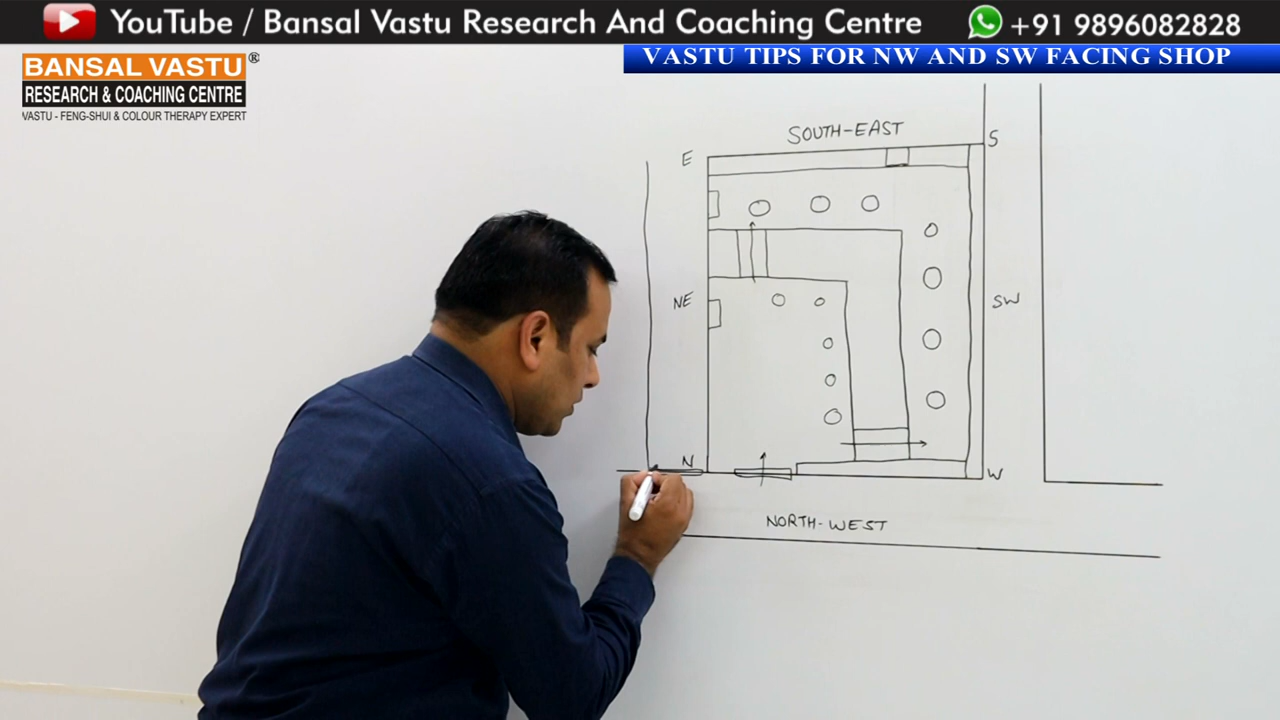 YouTube / Bansal Vastu Research And Coaching Centre
+91 9896082828
VASTU TIPS FOR NW AND SW FACING SHOP
BANSAL VASTU®
RESEARCH & COACHING CENTRE
VASTU - FENG-SHUI & COLOUR THERAPY EXPERT
SOUTH-EAST
E
S
NE
SW
N
W
NORTH-WEST